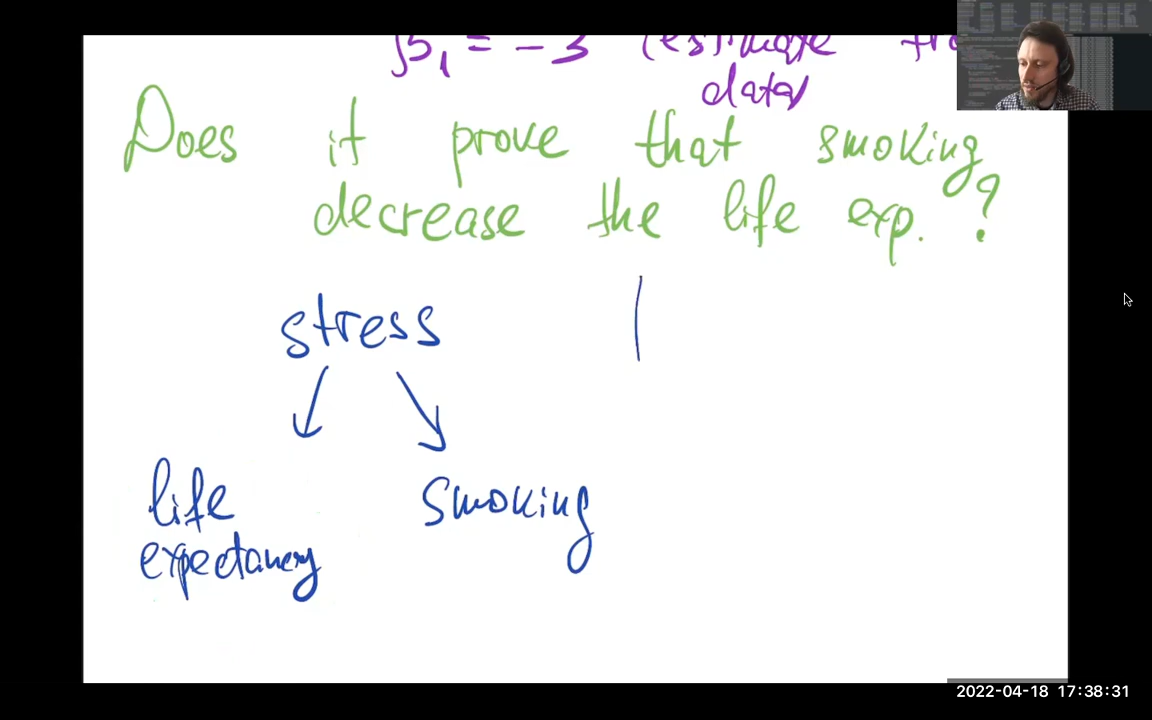 β₁ = -3 (estimate
data)
Does it prove that smoking
decrease the life exp.?
stress
life smoking
expectancy
2022-04-18 17:38:31